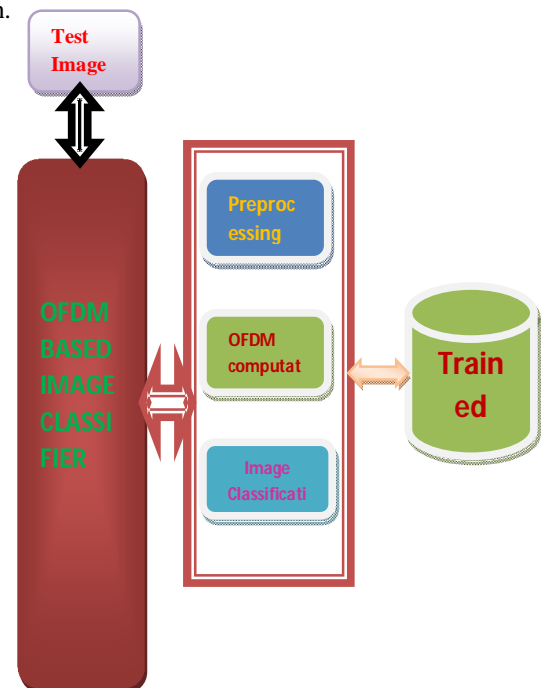 n.
Test
Image
Preproc
essing
OFDM
BASED
IMAGE
CLASSI
FIER
OFDM
computat
Image
Classificati
Train
ed